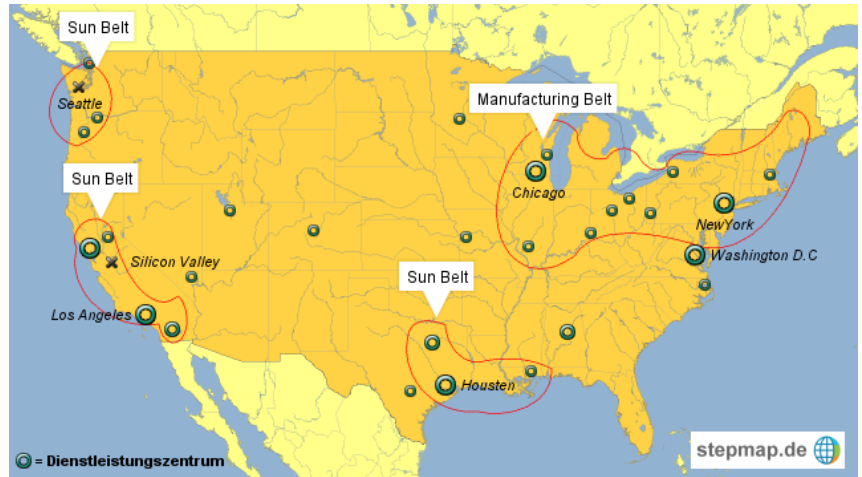 Sun Belt
Seattle
Manufacturing Belt
Chicago
Sun Belt
NewYork
Silicon Valley
Washington D.C
Sun Belt
Los Angeles
Housten
stepmap.de
= Dienstleistungszentrum